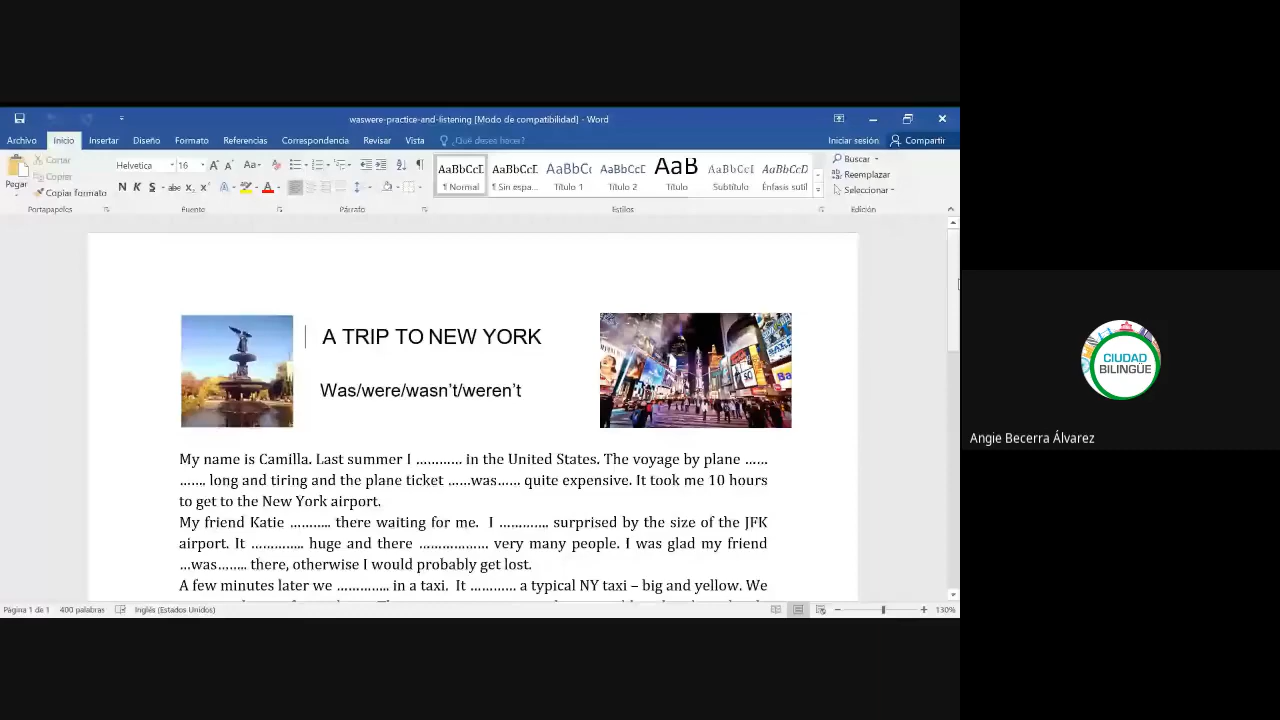 waswere-practice-and-listening [Modo de compatibilidad] - Word
Archivo Inicio Insertar Diseño Formato Referencias Correspondencia Revisar Vista ¿Qué desea hacer? Iniciar sesión Compartir
Pegar
Cortar
Copiar
Copiar formato
Portapapeles
Helvetica 16
N K S abc x₂ x²
Fuente
Párrafo
AaBbCcI AaBbCcI AaBbCc AaBbCcI AaB AaBbCcI AaBbCcD
¶ Normal ¶ Sin espa... Título 1 Título 2 Título Subtítulo Énfasis sutil
Estilos
Buscar
Reemplazar
Seleccionar
Edición
A TRIP TO NEW YORK
Was/were/wasn't/weren't
My name is Camilla. Last summer I ………… in the United States. The voyage by plane ……
……. long and tiring and the plane ticket ……was…… quite expensive. It took me 10 hours
to get to the New York airport.
My friend Katie ……….. there waiting for me. I …………. surprised by the size of the JFK
airport. It ………….. huge and there ……………… very many people. I was glad my friend
…was…….. there, otherwise I would probably get lost.
A few minutes later we ………….. in a taxi. It ………… a typical NY taxi – big and yellow. We
Página 1 de 1 400 palabras Inglés (Estados Unidos) 130%
CIUDAD
BILINGÜE
Angie Becerra Álvarez